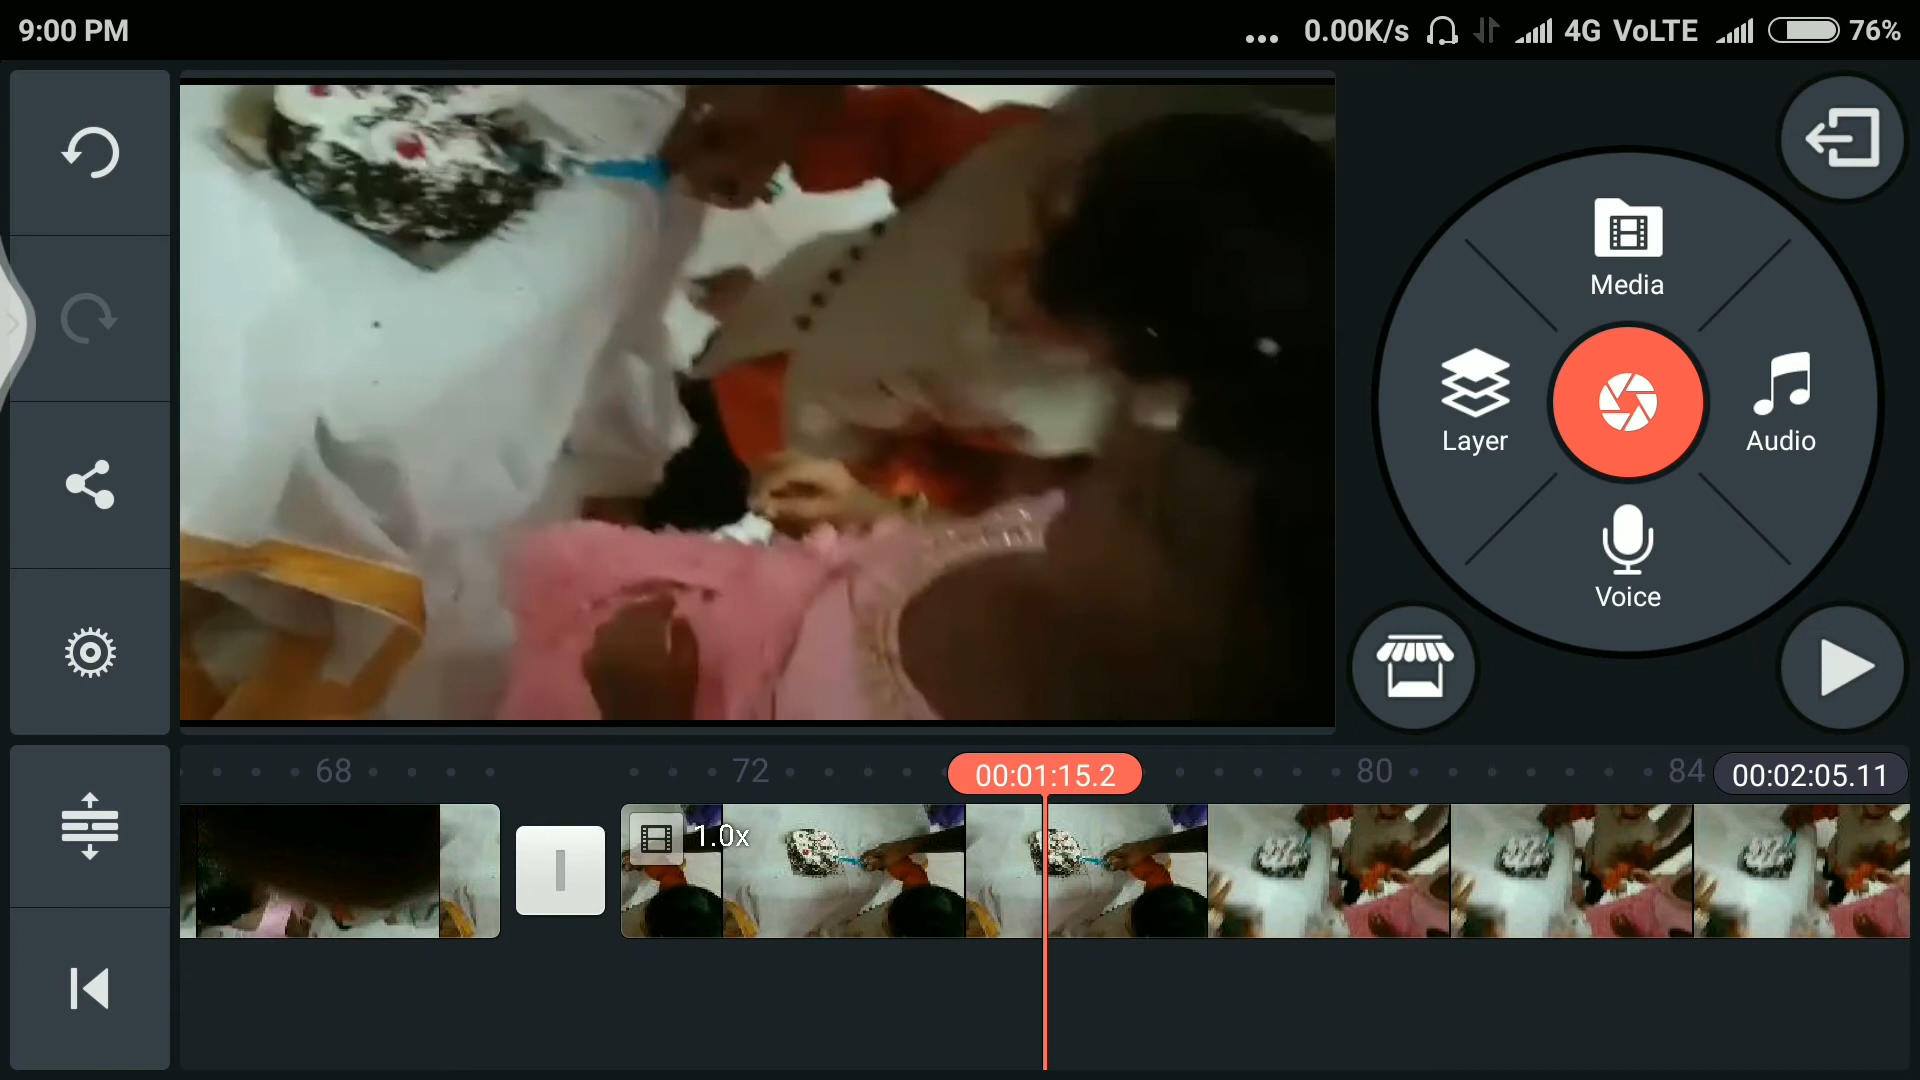 9:00 PM
... 0.00K/s 4G VoLTE 76%
Media
Layer
Audio
Voice
68 72 00:01:15.2 80 84 00:02:05.11
1.0x